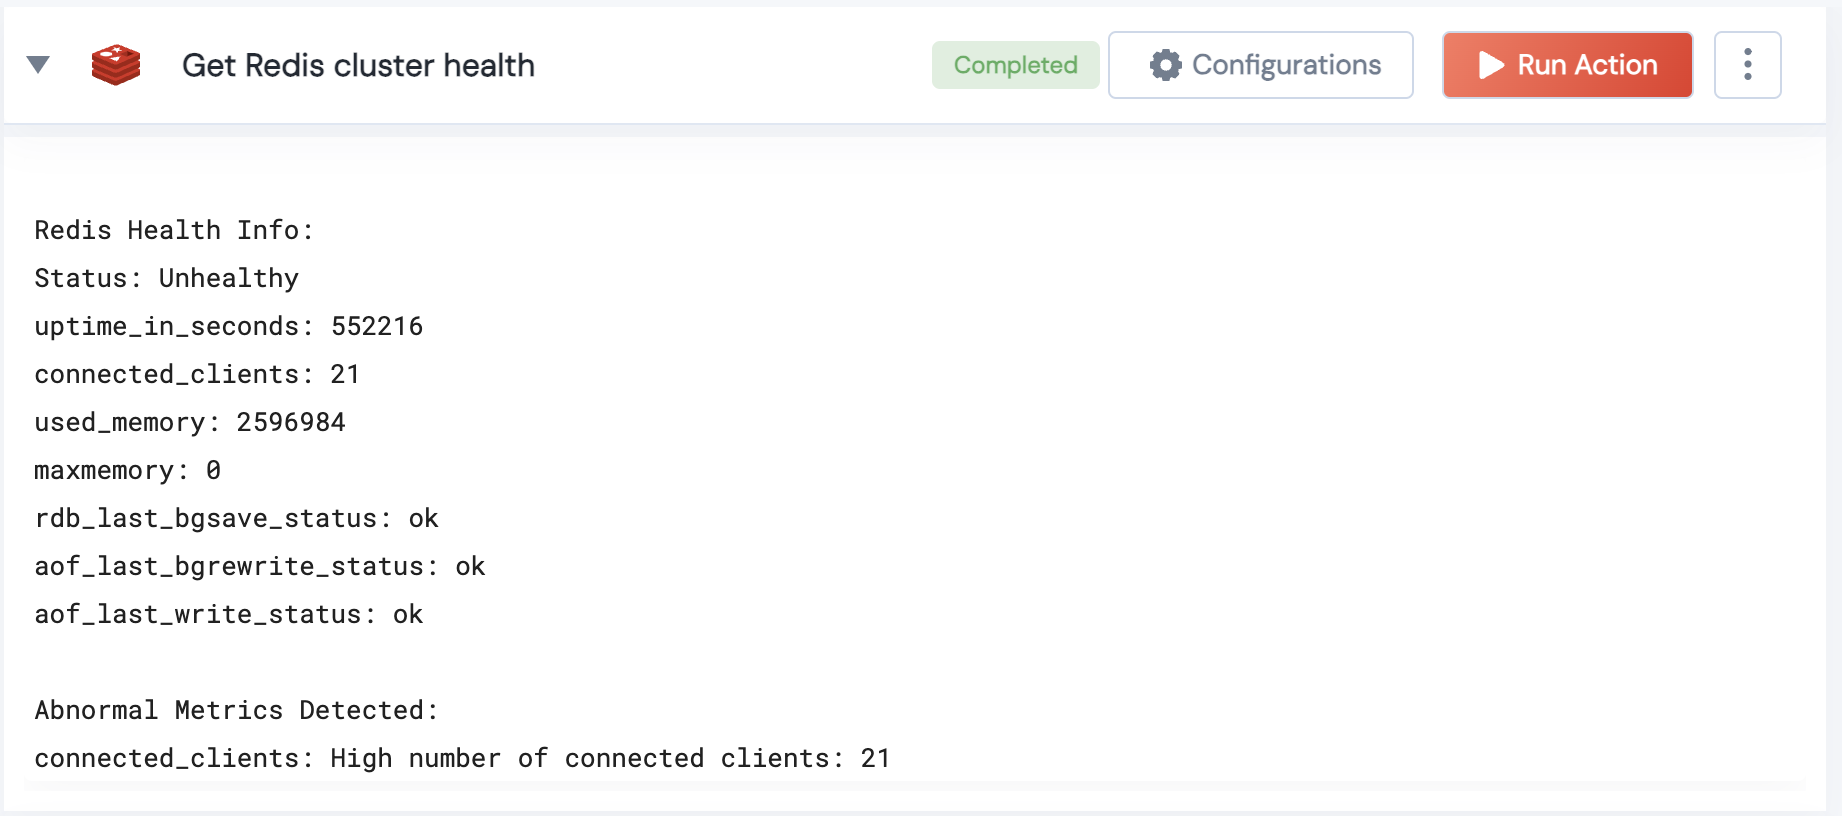 Get Redis cluster health
Completed
Configurations
Run Action
Redis Health Info:
Status: Unhealthy
uptime_in_seconds: 552216
connected_clients: 21
used_memory: 2596984
maxmemory: 0
rdb_last_bgsave_status: ok
aof_last_bgrewrite_status: ok
aof_last_write_status: ok
Abnormal Metrics Detected:
connected_clients: High number of connected clients: 21